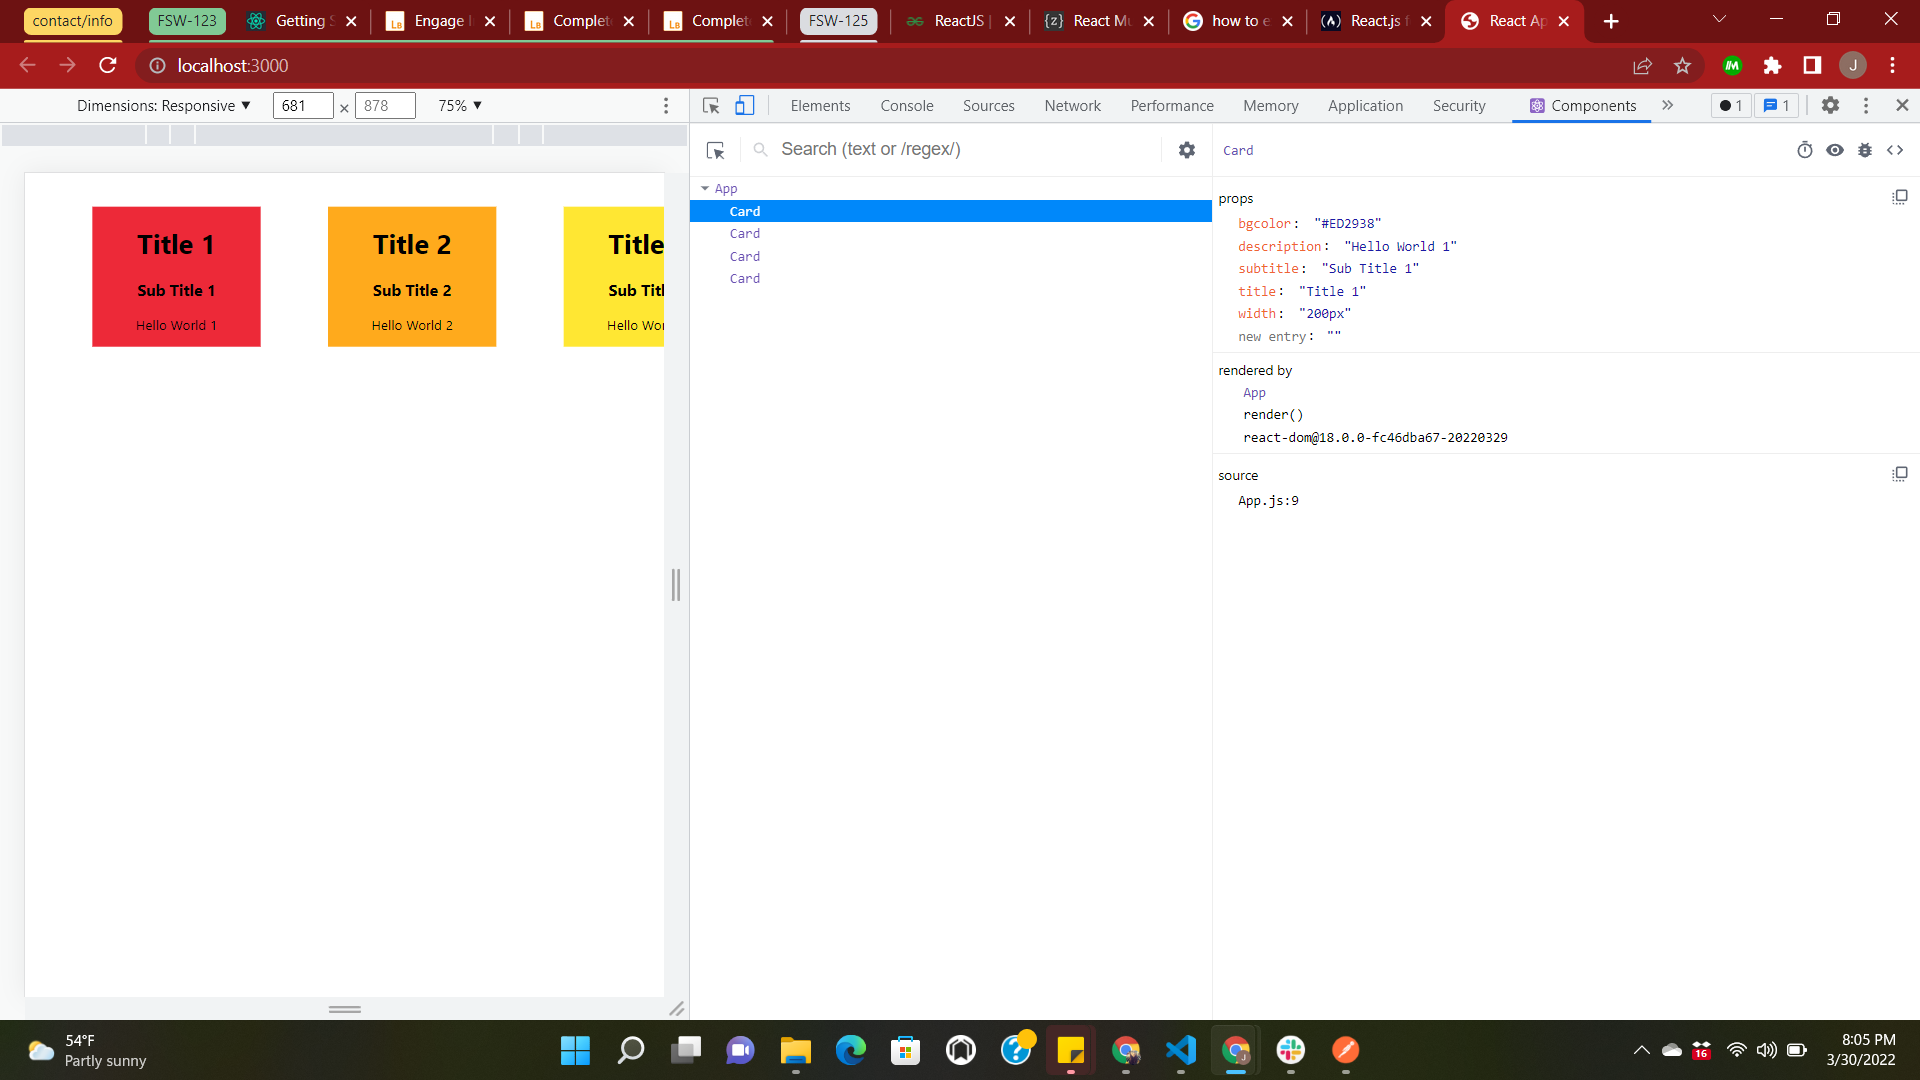 contact/info FSW-123 Getting S Engage I Complet Complet FSW-125 ReactJS | React Mu how to e React.js f React Ap
localhost:3000
Dimensions: Responsive ▼ 681 × 878 75% ▼
Elements Console Sources Network Performance Memory Application Security Components » 1 1
Search (text or /regex/)
Card
App
Card
Card
Card
Card
Title 1
Sub Title 1
Hello World 1
Title 2
Sub Title 2
Hello World 2
Title
Sub Titl
Hello Wor
props
bgcolor: "#ED2938"
description: "Hello World 1"
subtitle: "Sub Title 1"
title: "Title 1"
width: "200px"
new entry: ""
rendered by
App
render()
react-dom@18.0.0-fc46dba67-20220329
source
App.js:9
54°F
Partly sunny
16
8:05 PM
3/30/2022